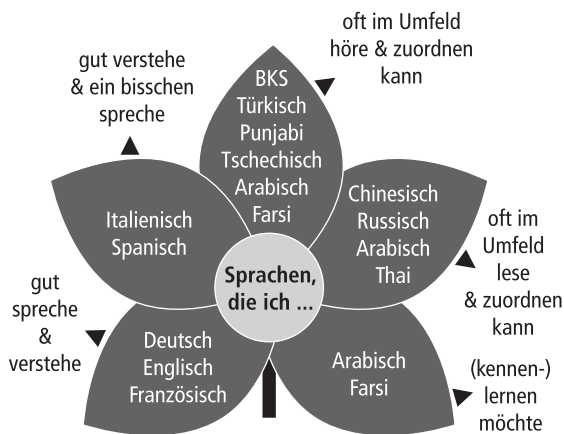 Sprachen,
die ich ...
oft im Umfeld
höre & zuordnen
kann
BKS
Türkisch
Punjabi
Tschechisch
Arabisch
Farsi
oft im
Umfeld
lese
& zuordnen
kann
Chinesisch
Russisch
Arabisch
Thai
(kennen-)
lernen
möchte
Arabisch
Farsi
gut
spreche
&
verstehe
Deutsch
Englisch
Französisch
gut verstehe
& ein bisschen
spreche
Italienisch
Spanisch